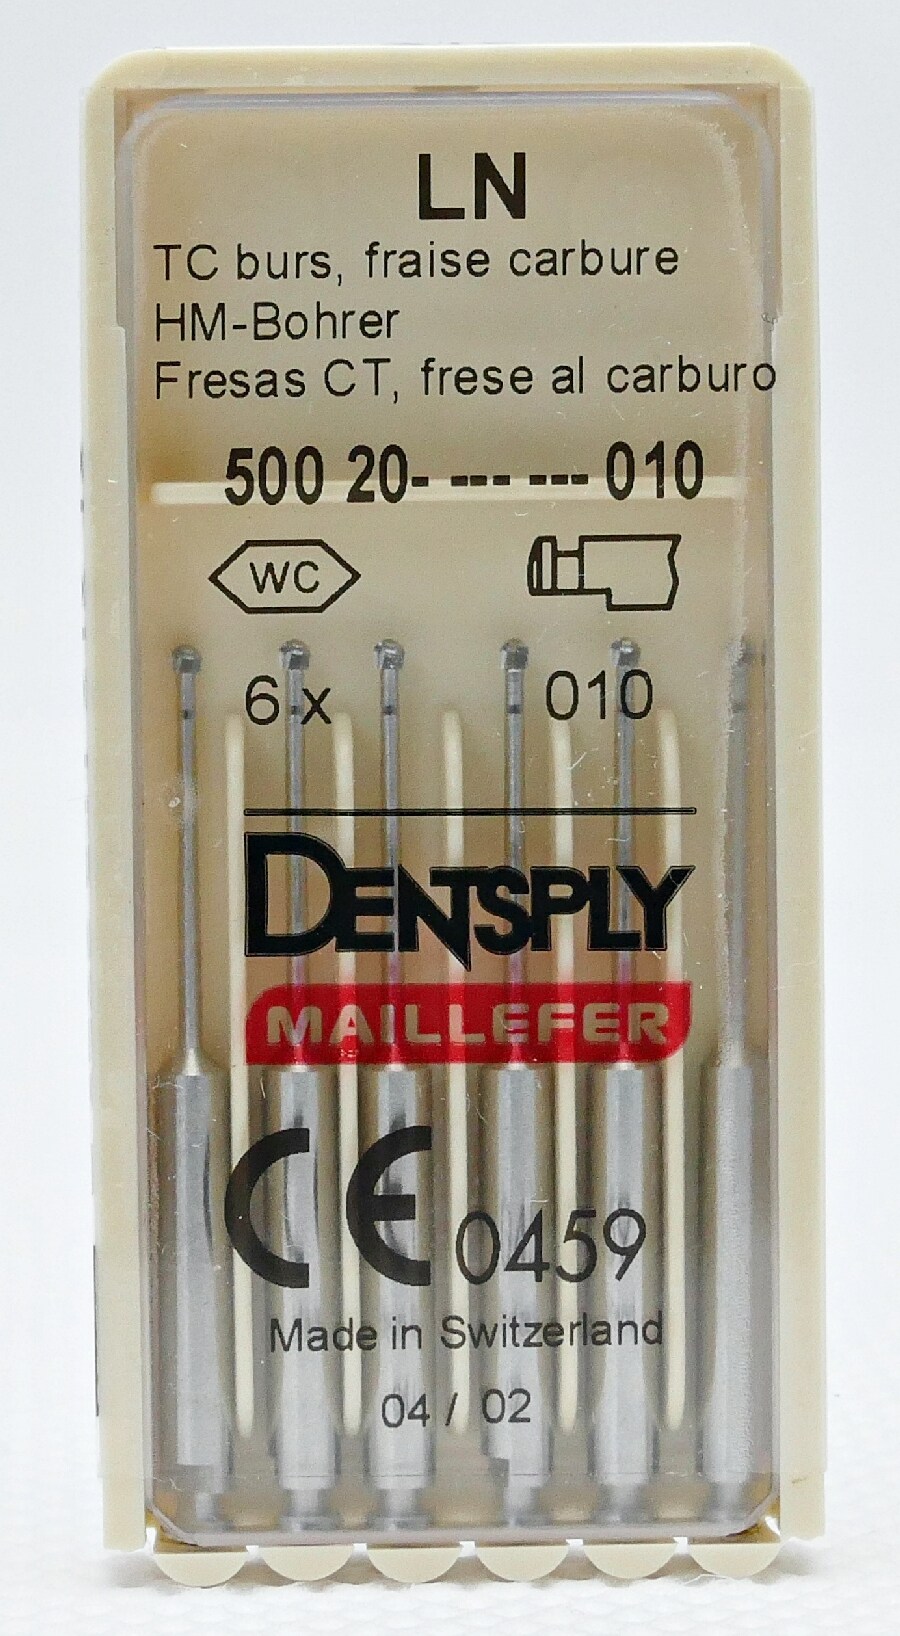 LN
TC burs, fraise carbure
HM-Bohrer
Fresas CT, frese al carburo
500 20- --- --- 010
WC
6 x 010
DENTSPLY
MAILLEFER
CE 0459
Made in Switzerland
04 / 02